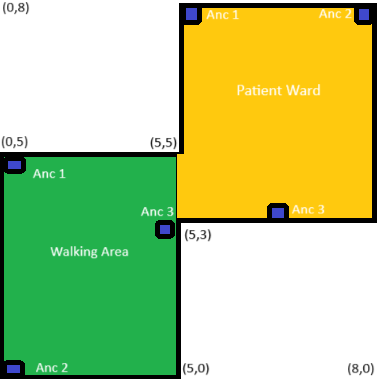 (0,8)
Anc 1
Anc 2
Patient Ward
(0,5)
(5,5)
Anc 1
Anc 3
Anc 3
(5,3)
Walking Area
Anc 2
(5,0)
(8,0)